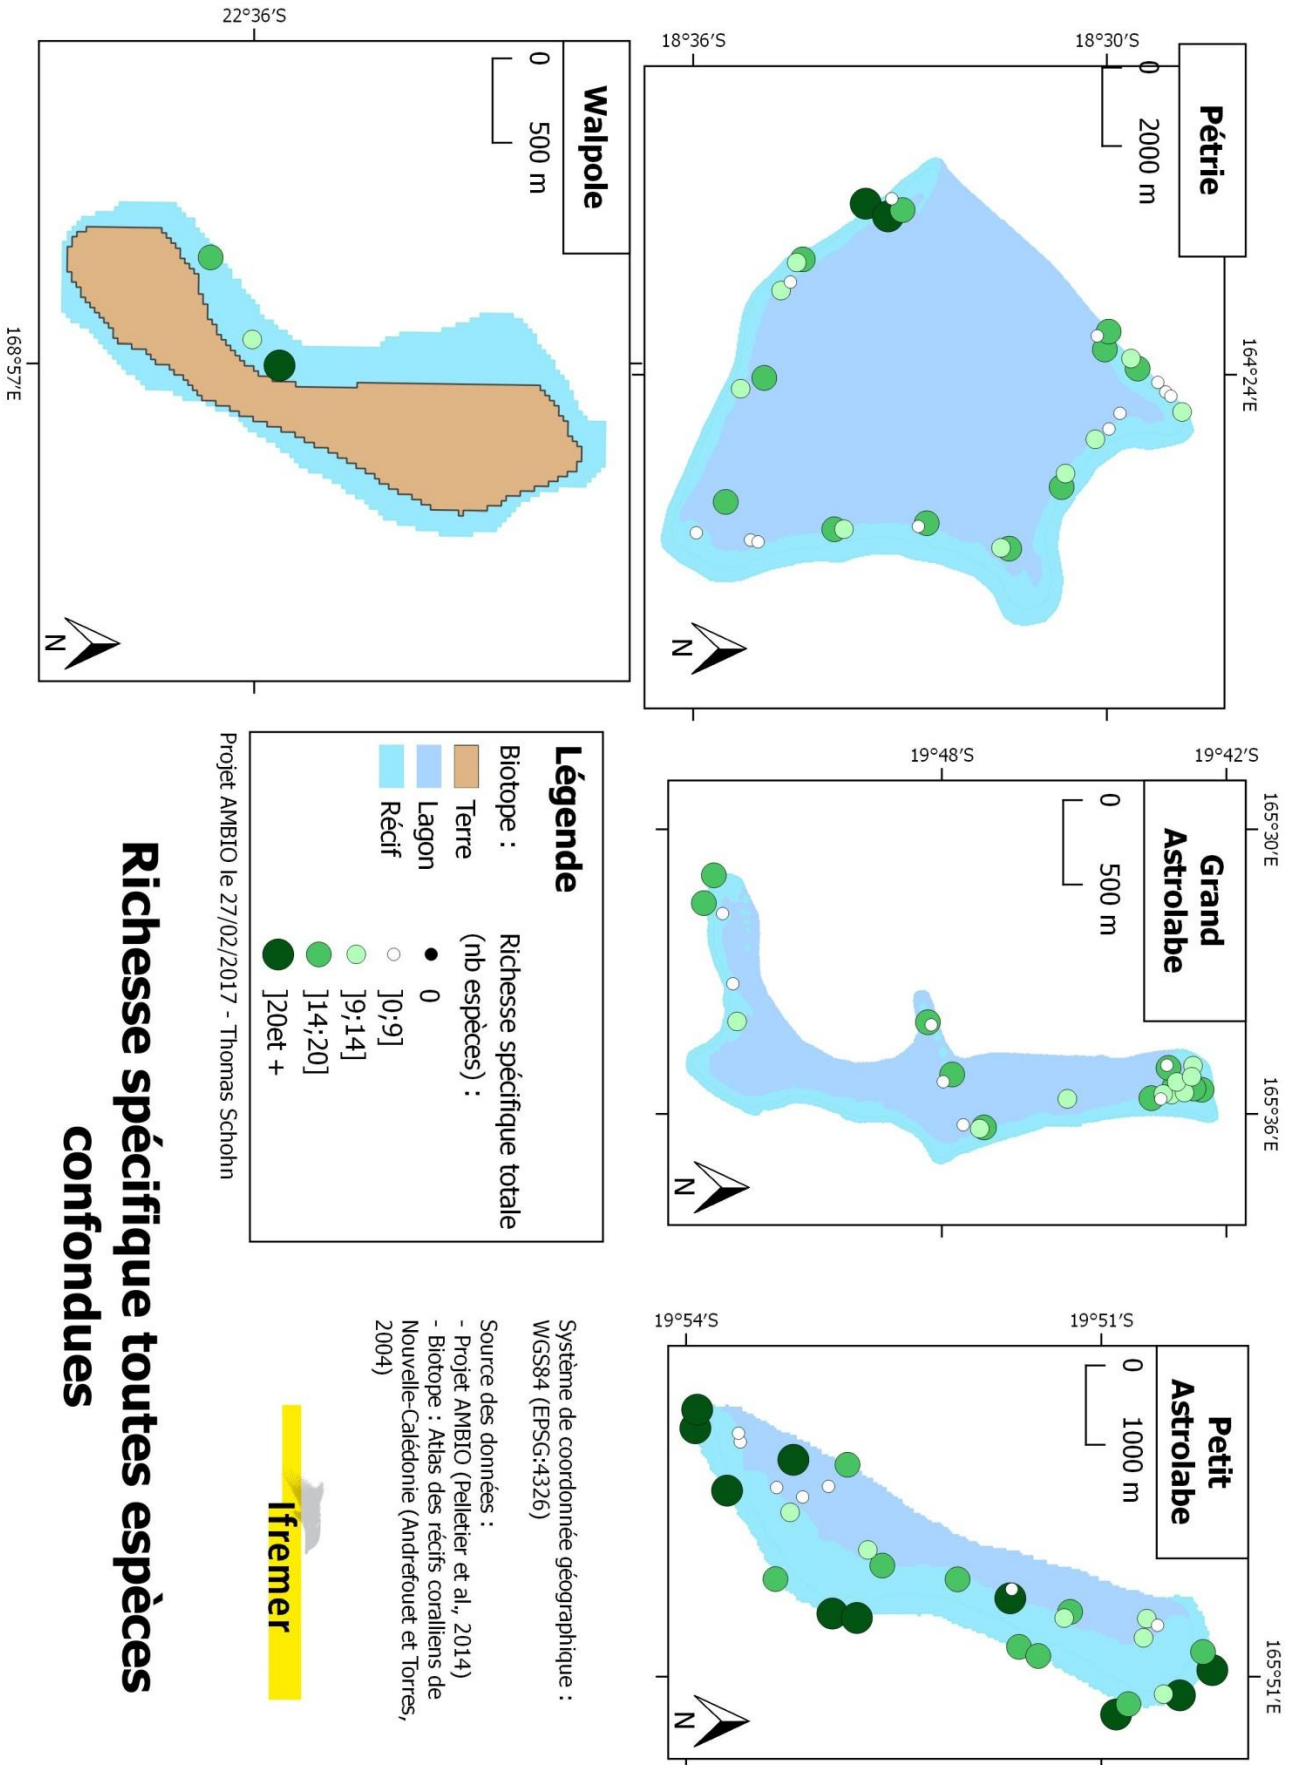 Pétrie
0
2000 m
164°24′E
18°30′S
18°36′S
N
Grand
Astrolabe
0
500 m
165°30′E
165°36′E
19°42′S
19°48′S
N
Petit
Astrolabe
0
1000 m
165°51′E
19°51′S
19°54′S
N
Walpole
0
500 m
22°36′S
168°57′E
N
Légende
Biotope :
Terre
Lagon
Récif
Richesse spécifique totale
(nb espèces) :
0
]0;9]
]9;14]
]14;20]
]20et +
Projet AMBIO le 27/02/2017 - Thomas Schohn
Système de coordonnée géographique :
WGS84 (EPSG:4326)
Source des données :
- Projet AMBIO (Pelletier et al., 2014)
- Biotope : Atlas des récifs coralliens de
Nouvelle-Calédonie (Andrefouet et Torres,
2004)
Ifremer
Richesse spécifique toutes espèces
confondues